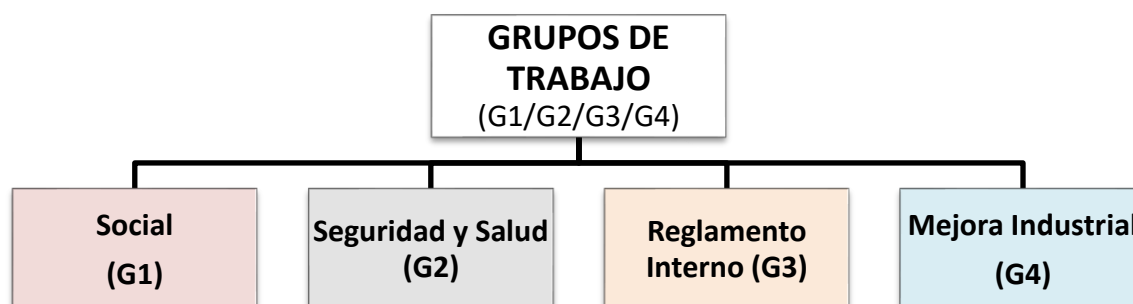 GRUPOS DE
TRABAJO
(G1/G2/G3/G4)
Social
(G1)
Seguridad y Salud
(G2)
Reglamento
Interno (G3)
Mejora Industrial
(G4)